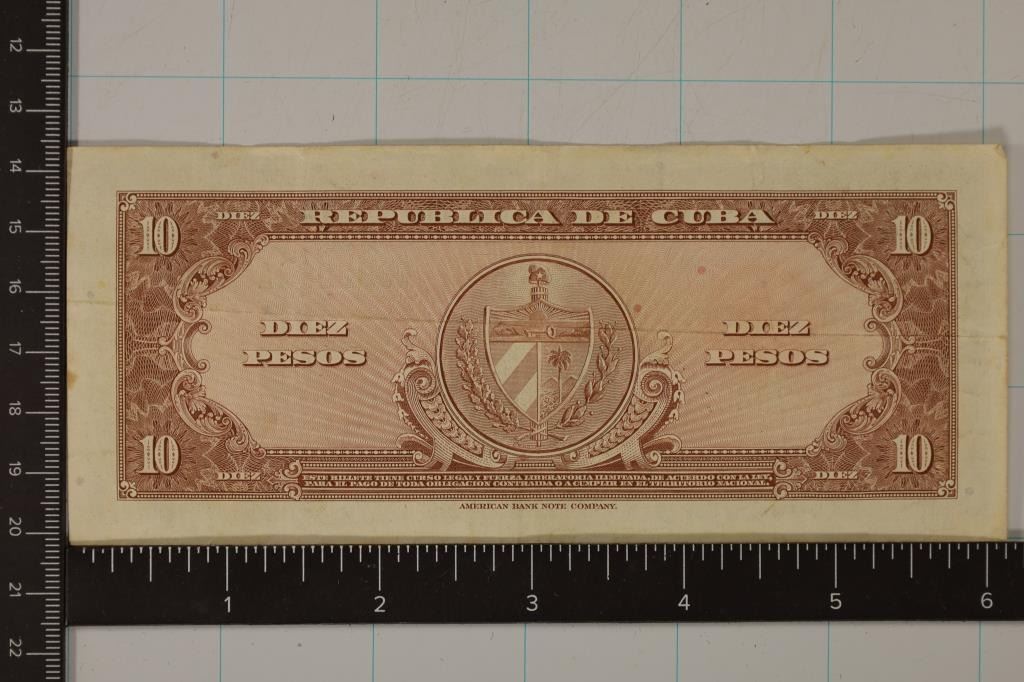 12
13
14
15
16
17
18
19
20
21
22
10 DIEZ REPUBLICA DE CUBA DIEZ 10
DIEZ PESOS
DIEZ PESOS
10 DIEZ
DIEZ 10
ESTE BILLETE TIENE CURSO LEGAL Y FUERZA LIBERATORIA ILIMITADA, DE ACUERDO CON LA LEY,
PARA EL PAGO DE TODA OBLIGACION CONTRAIDA O A CUMPLIR EN EL TERRITORIO NACIONAL.
AMERICAN BANK NOTE COMPANY.
1 2 3 4 5 6